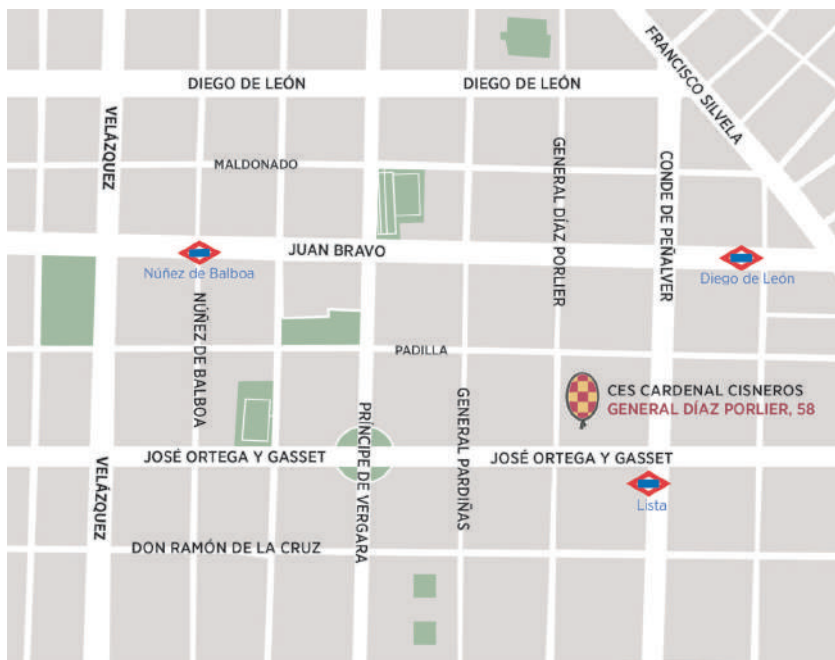 FRANCISCO SILVELA
DIEGO DE LEÓN
DIEGO DE LEÓN
VELÁZQUEZ
MALDONADO
GENERAL DÍAZ PORLIER
CONDE DE PEÑALVER
JUAN BRAVO
Núñez de Balboa
Diego de León
NÚÑEZ DE BALBOA
PADILLA
CES CARDENAL CISNEROS
GENERAL DÍAZ PORLIER, 58
PRÍNCIPE DE VERGARA
GENERAL PARDIÑAS
JOSÉ ORTEGA Y GASSET
JOSÉ ORTEGA Y GASSET
VELÁZQUEZ
Lista
DON RAMÓN DE LA CRUZ